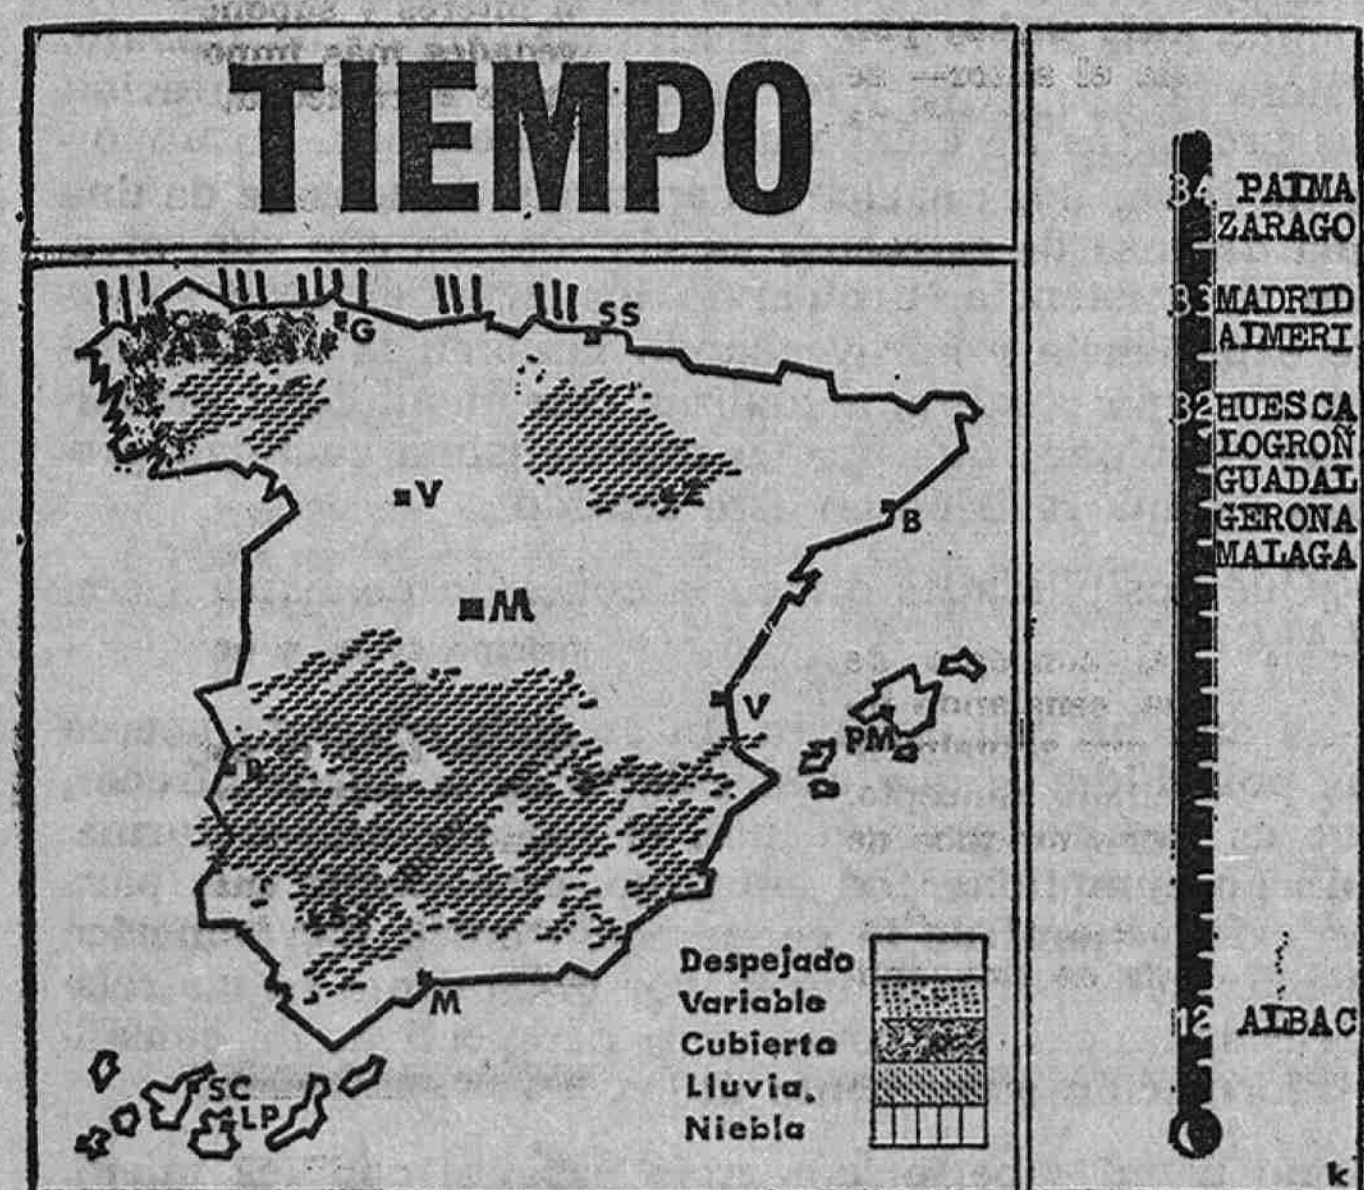 TIEMPO
G
SS
V
Z
B
M
V
PM
B
S
M
SC
LP
Despejado
Variable
Cubierto
Lluvia.
Niebla
34 PALMA
ZARAGO
33 MADRID
ALMERI
32 HUESCA
LOGROÑ
GUADAL
GERONA
MALAGA
12 ALBAC
k